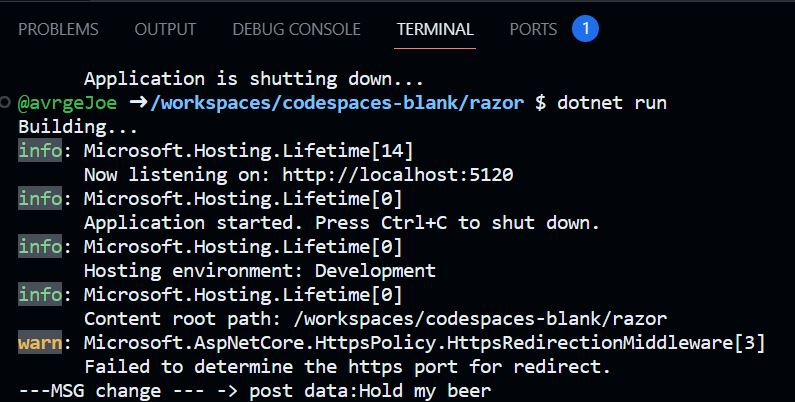 PROBLEMS OUTPUT DEBUG CONSOLE TERMINAL PORTS 1
Application is shutting down...
@avrgeJoe ➜/workspaces/codespaces-blank/razor $ dotnet run
Building...
info: Microsoft.Hosting.Lifetime[14]
Now listening on: http://localhost:5120
info: Microsoft.Hosting.Lifetime[0]
Application started. Press Ctrl+C to shut down.
info: Microsoft.Hosting.Lifetime[0]
Hosting environment: Development
info: Microsoft.Hosting.Lifetime[0]
Content root path: /workspaces/codespaces-blank/razor
warn: Microsoft.AspNetCore.HttpsPolicy.HttpsRedirectionMiddleware[3]
Failed to determine the https port for redirect.
---MSG change --- -> post data:Hold my beer